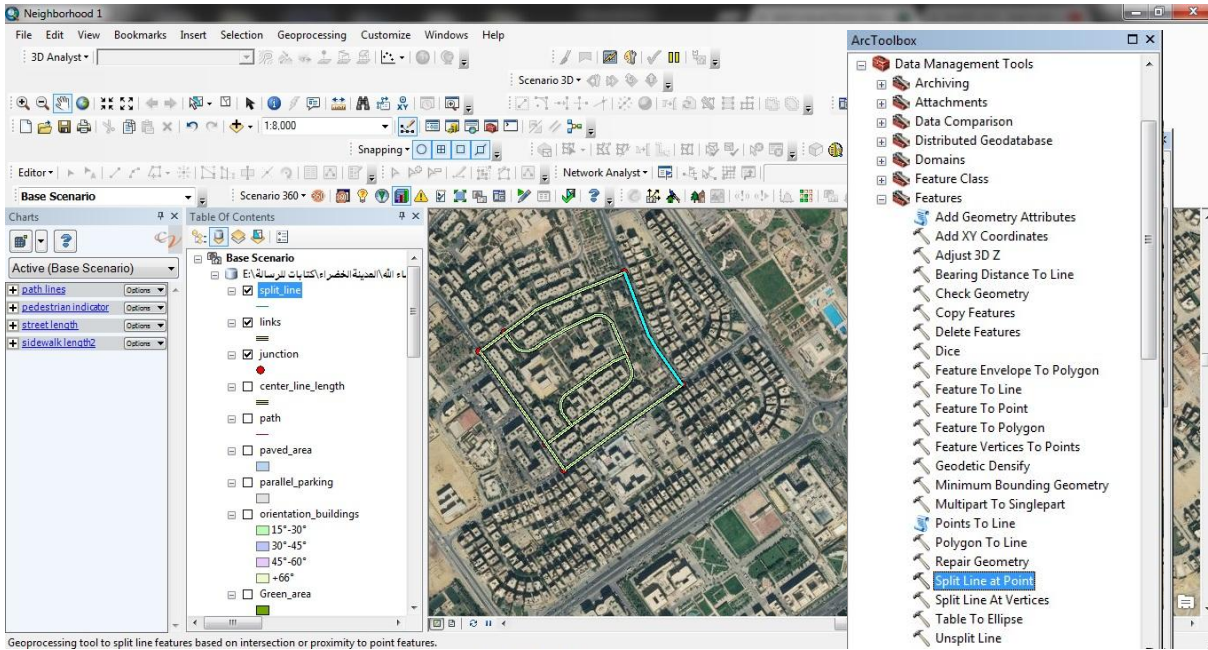 Neighborhood 1
File Edit View Bookmarks Insert Selection Geoprocessing Customize Windows Help
3D Analyst
Scenario 3D
1:8,000
Snapping
Editor
Network Analyst
Base Scenario
Scenario 360
Charts
Active (Base Scenario)
path lines Options
pedestrian indicator Options
street length Options
sidewalk length2 Options
Table Of Contents
Base Scenario
E:\المدينة الخضراء\كتابات للرسالة\ اء الله
split_line
links
junction
center_line_length
path
paved_area
parallel_parking
orientation_buildings
15°-30°
30°-45°
45°-60°
+66°
Green_area
ArcToolbox
Data Management Tools
Archiving
Attachments
Data Comparison
Distributed Geodatabase
Domains
Feature Class
Features
Add Geometry Attributes
Add XY Coordinates
Adjust 3D Z
Bearing Distance To Line
Check Geometry
Copy Features
Delete Features
Dice
Feature Envelope To Polygon
Feature To Line
Feature To Point
Feature To Polygon
Feature Vertices To Points
Geodetic Densify
Minimum Bounding Geometry
Multipart To Singlepart
Points To Line
Polygon To Line
Repair Geometry
Split Line at Point
Split Line At Vertices
Table To Ellipse
Unsplit Line
Geoprocessing tool to split line features based on intersection or proximity to point features.